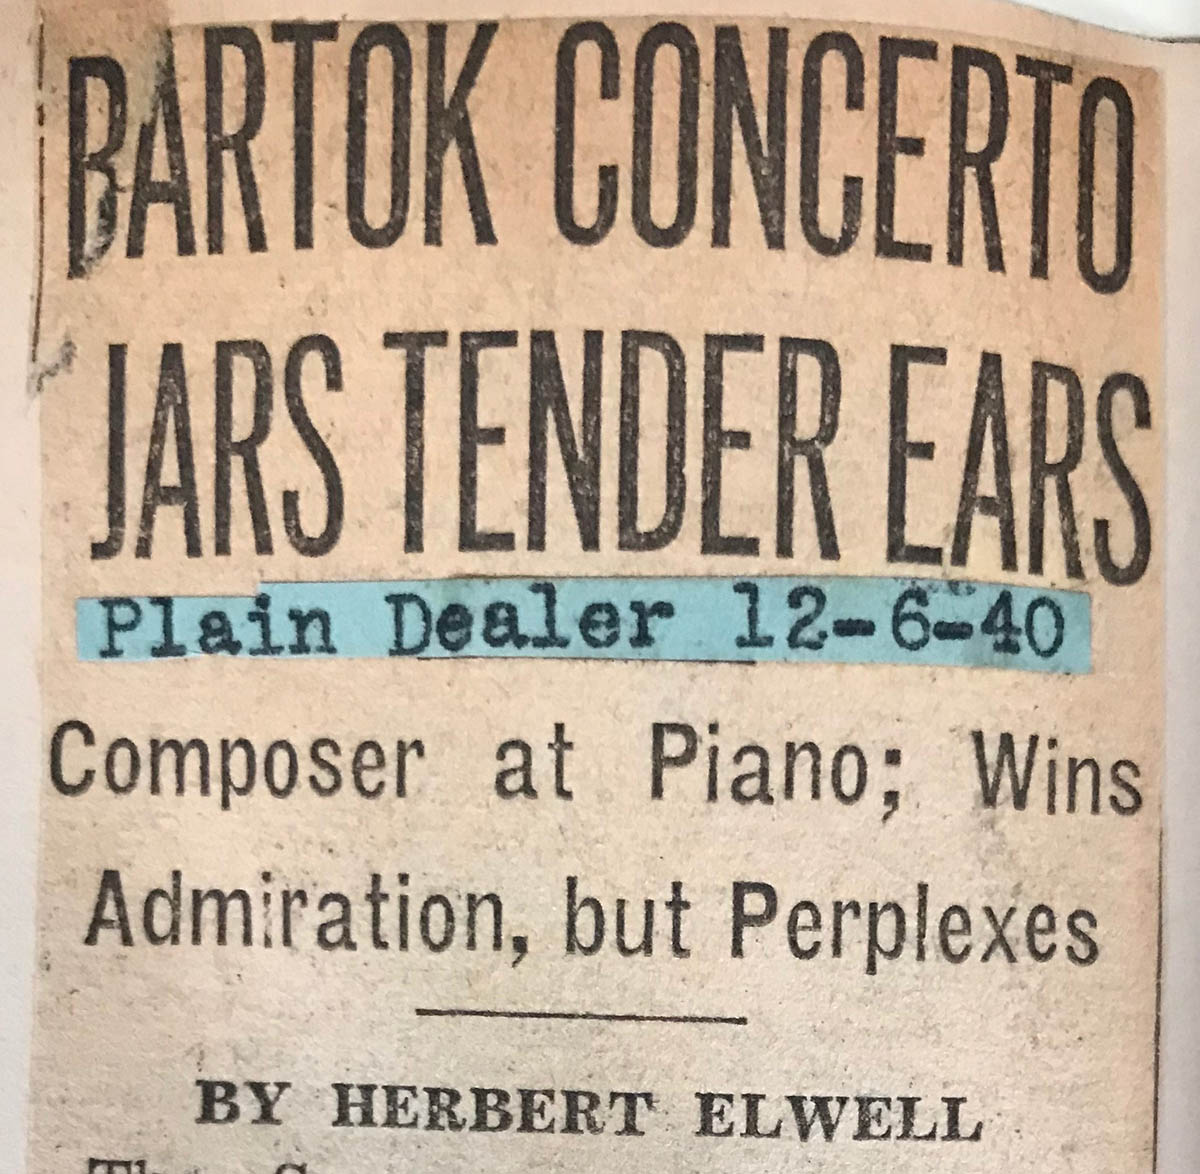 BARTOK CONCERTO
JARS TENDER EARS
Plain Dealer 12-6-40
Composer at Piano; Wins
Admiration, but Perplexes
BY HERBERT ELWELL